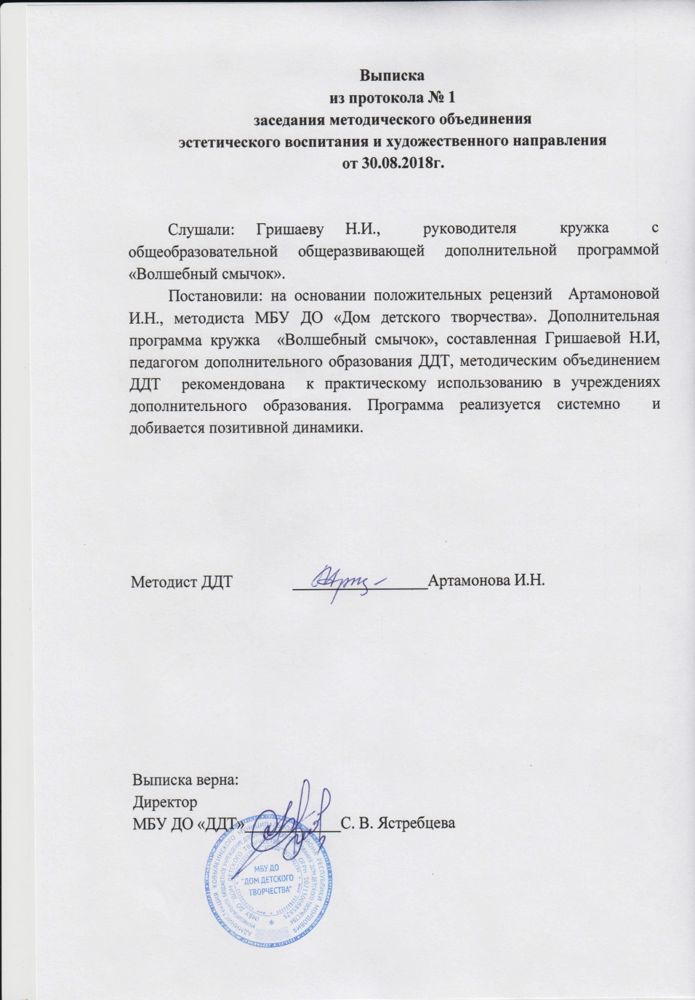 Выписка
из протокола № 1
заседания методического объединения
эстетического воспитания и художественного направления
от 30.08.2018г.
Слушали: Гришаеву Н.И., руководителя кружка с
общеобразовательной общеразвивающей дополнительной программой
«Волшебный смычок».
Постановили: на основании положительных рецензий Артамоновой
И.Н., методиста МБУ ДО «Дом детского творчества». Дополнительная
программа кружка «Волшебный смычок», составленная Гришаевой Н.И,
педагогом дополнительного образования ДДТ, методическим объединением
ДДТ рекомендована к практическому использованию в учреждениях
дополнительного образования. Программа реализуется системно и
добивается позитивной динамики.
Методист ДДТ Артамонова И.Н.
Выписка верна:
Директор
МБУ ДО «ДДТ» С. В. Ястребцева
МБУ ДО
"ДОМ ДЕТСКОГО
ТВОРЧЕСТВА"